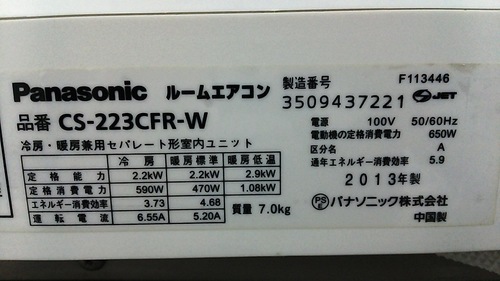 Panasonic ルームエアコン
品番 CS-223CFR-W
冷房・暖房兼用セパレート形室内ユニット
冷房 暖房標準 暖房低温
定格能力 2.2kW 2.2kW 2.9kW
定格消費電力 590W 470W 1.08kW
エネルギー消費効率 3.73 4.68
運転電流 6.55A 5.20A
質量 7.0kg
F113446
製造番号
3509437221 JET
電源 100V 50/60Hz
電動機の定格消費電力 650W
区分名 A
通年エネルギー消費効率 5.9
2013年製
PSE パナソニック株式会社
中国製